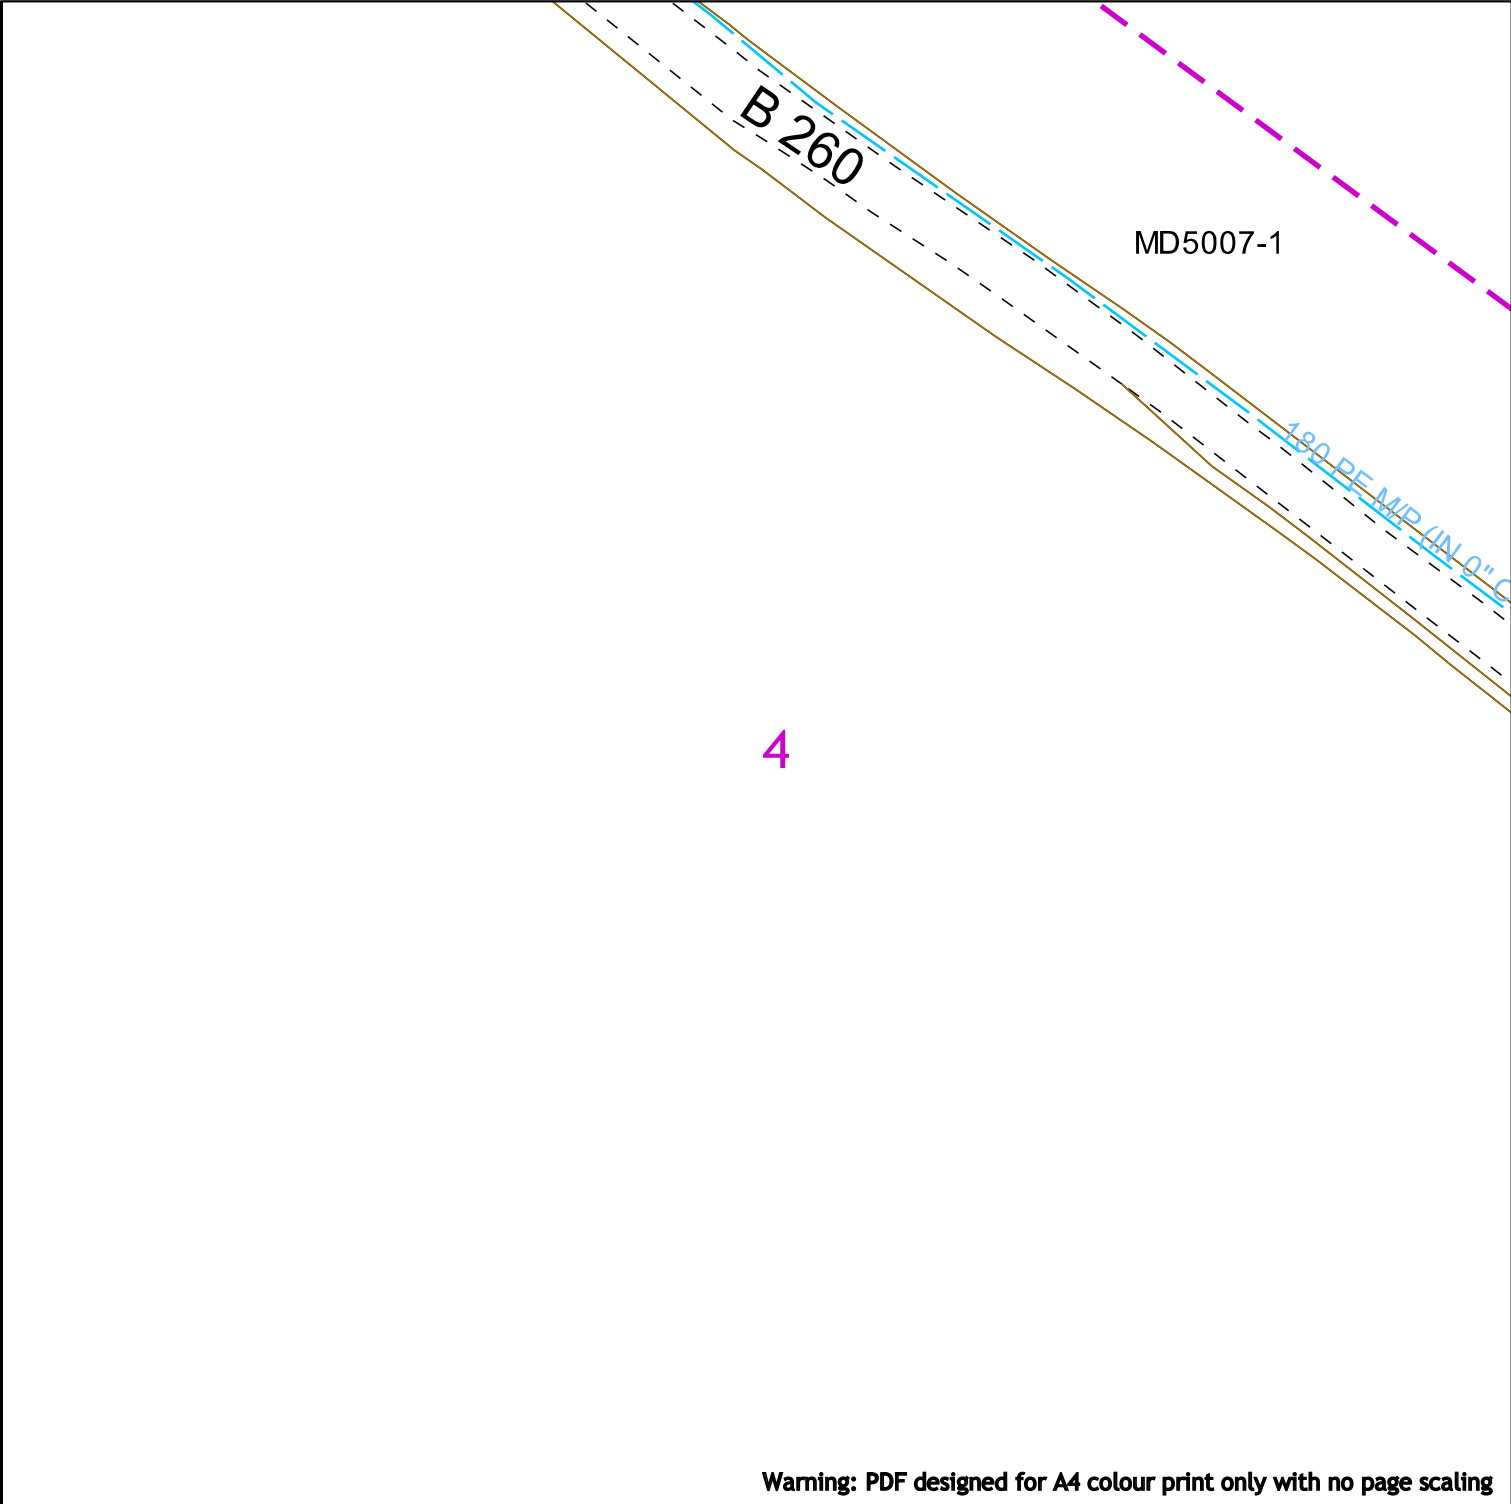 B 260
MD5007-1
180 PE M/P (IN 0" C
4
Warning: PDF designed for A4 colour print only with no page scaling